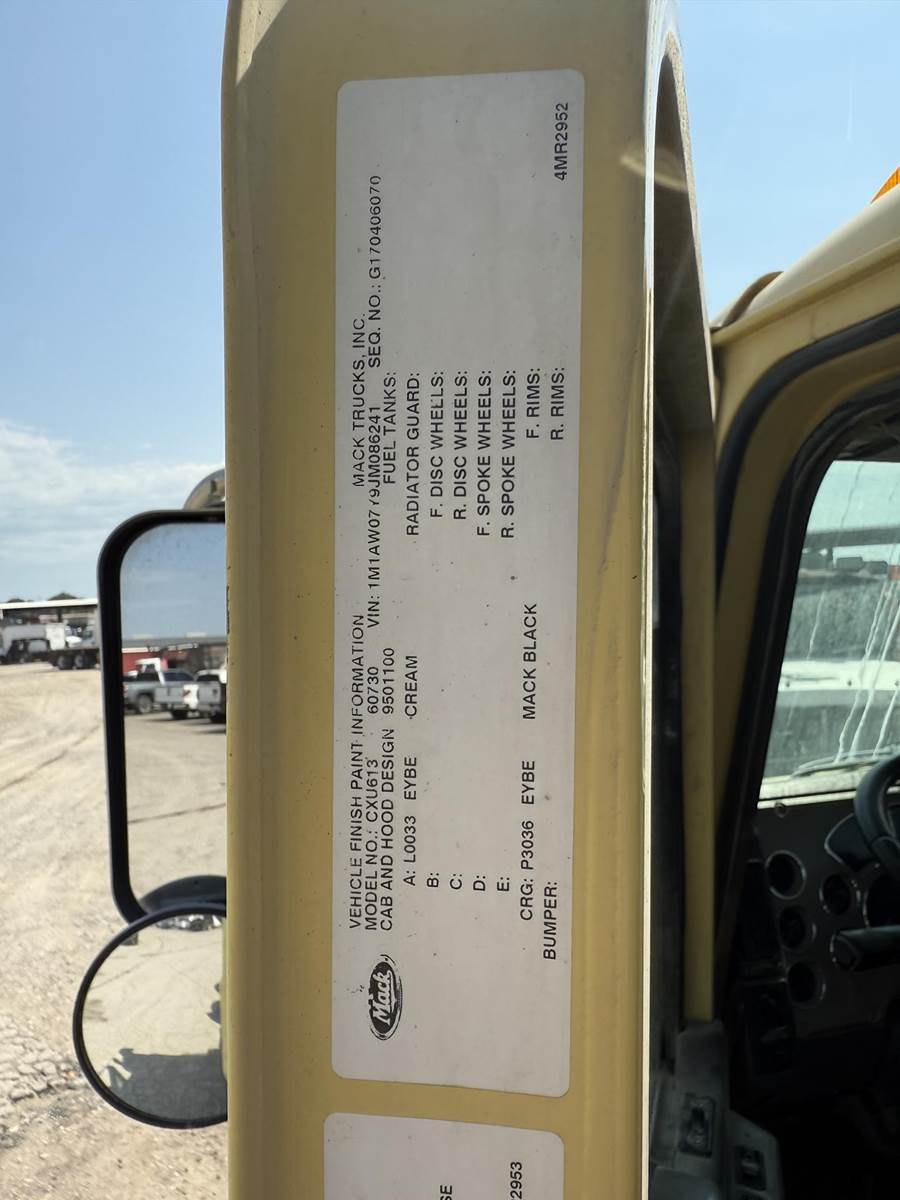 Mack
VEHICLE FINISH PAINT INFORMATION MACK TRUCKS, INC.
MODEL NO.: CXU613 60730 VIN: 1M1AW07Y9JM086241 SEQ. NO.: G170406070
CAB AND HOOD DESIGN 9501100 FUEL TANKS:
A: L0033 EYBE CREAM RADIATOR GUARD:
B: F. DISC WHEELS:
C: R. DISC WHEELS:
D: F. SPOKE WHEELS:
E: R. SPOKE WHEELS:
CRG: P3036 EYBE MACK BLACK F. RIMS:
BUMPER: R. RIMS: 4MR2952
SE
2953